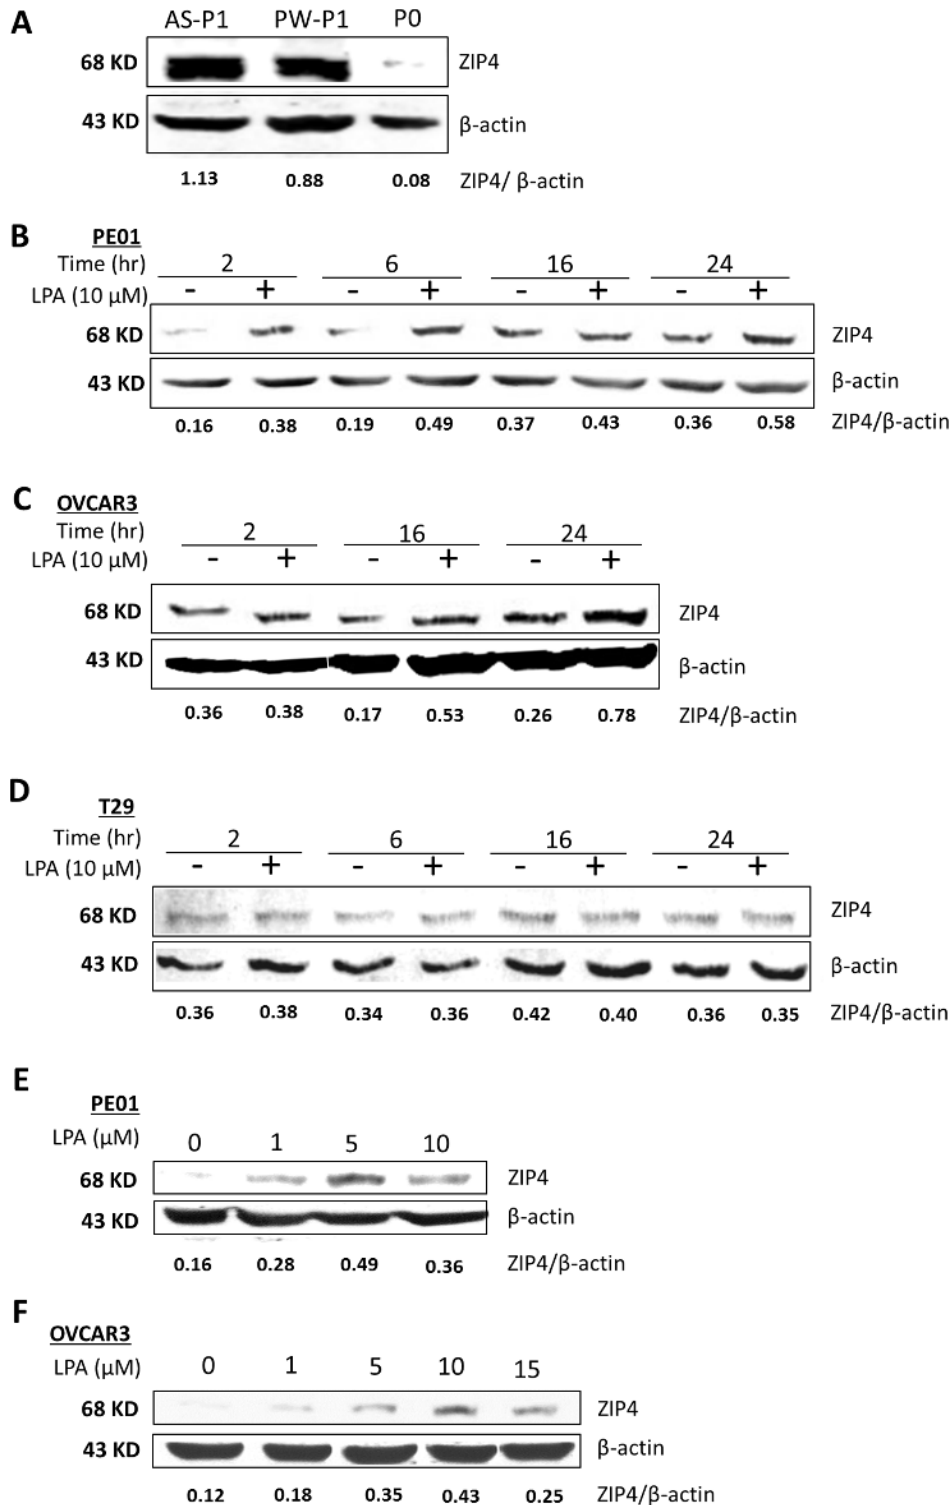 A
AS-P1 PW-P1 P0
68 KD ZIP4
43 KD β-actin
1.13 0.88 0.08 ZIP4/ β-actin
B
PE01
Time (hr) 2 6 16 24
LPA (10 μM) - + - + - + - +
68 KD ZIP4
43 KD β-actin
0.16 0.38 0.19 0.49 0.37 0.43 0.36 0.58 ZIP4/β-actin
C
OVCAR3
Time (hr) 2 16 24
LPA (10 μM) - + - + - +
68 KD ZIP4
43 KD β-actin
0.36 0.38 0.17 0.53 0.26 0.78 ZIP4/β-actin
D
T29
Time (hr) 2 6 16 24
LPA (10 μM) - + - + - + - +
68 KD ZIP4
43 KD β-actin
0.36 0.38 0.34 0.36 0.42 0.40 0.36 0.35 ZIP4/β-actin
E
PE01
LPA (μM) 0 1 5 10
68 KD ZIP4
43 KD β-actin
0.16 0.28 0.49 0.36 ZIP4/β-actin
F
OVCAR3
LPA (μM) 0 1 5 10 15
68 KD ZIP4
43 KD β-actin
0.12 0.18 0.35 0.43 0.25 ZIP4/β-actin